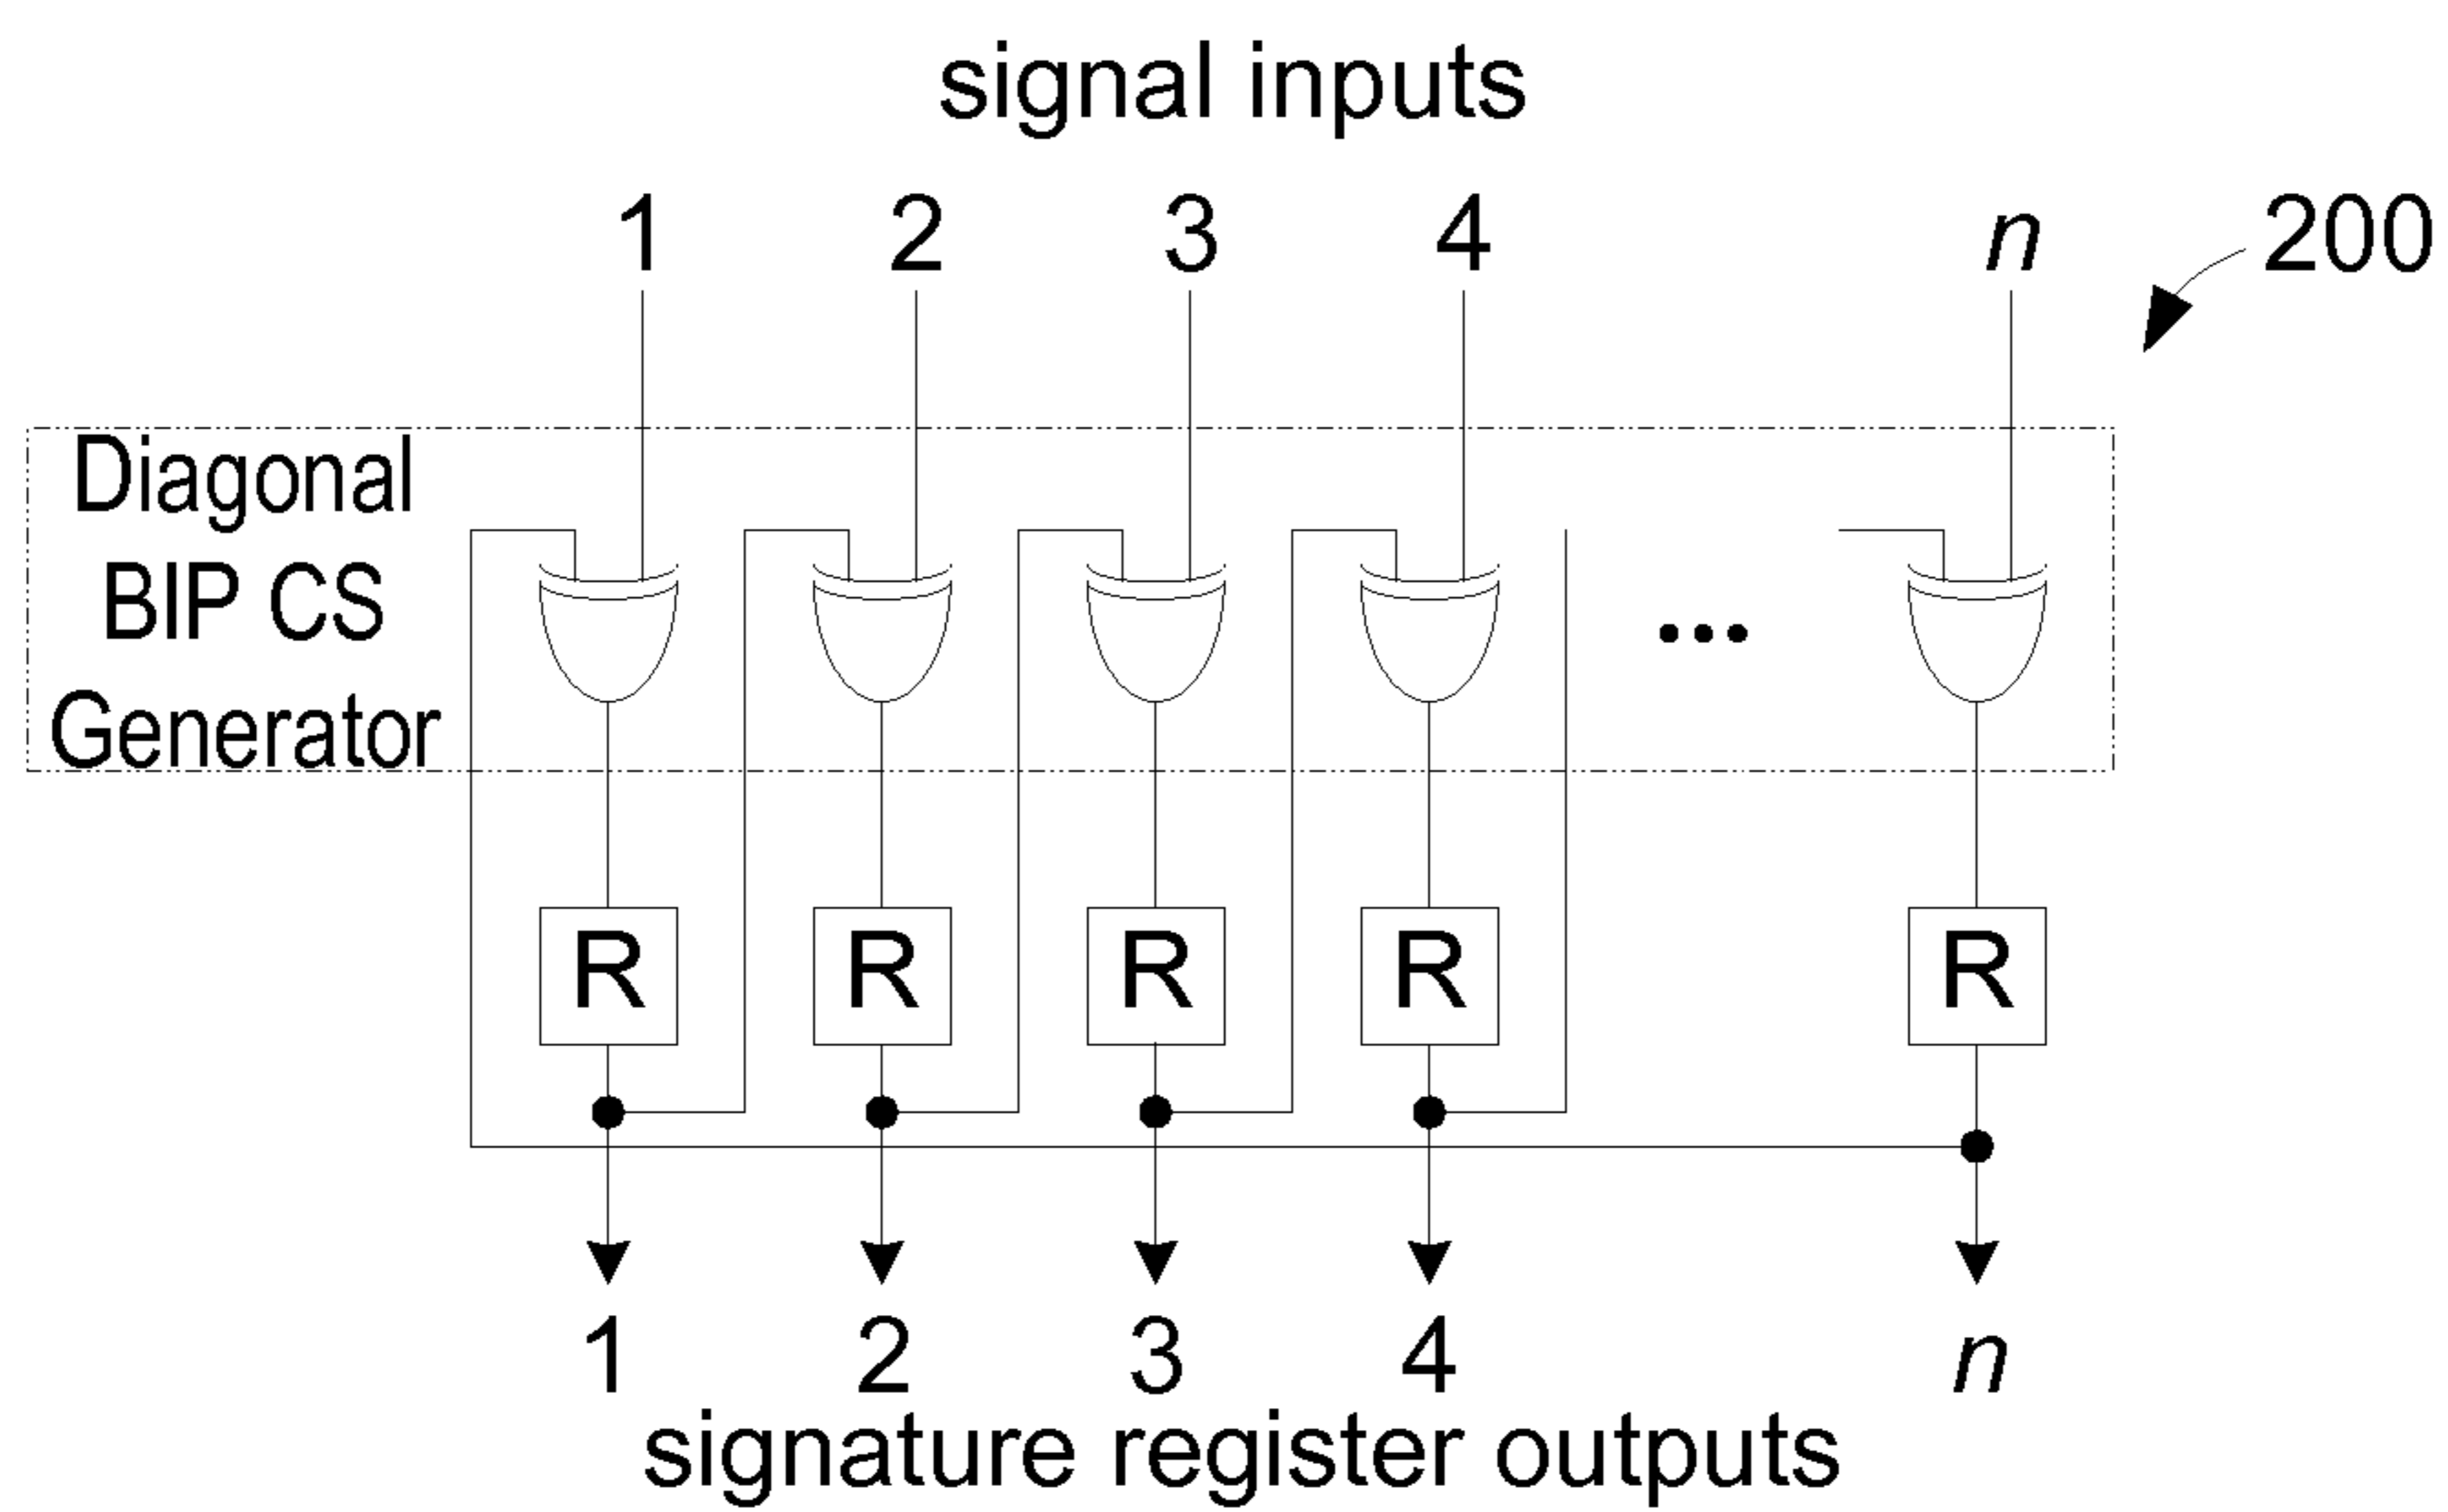 signal inputs
1 2 3 4 n
200
Diagonal
BIP CS
Generator
...
R R R R R
1 2 3 4 n
signature register outputs